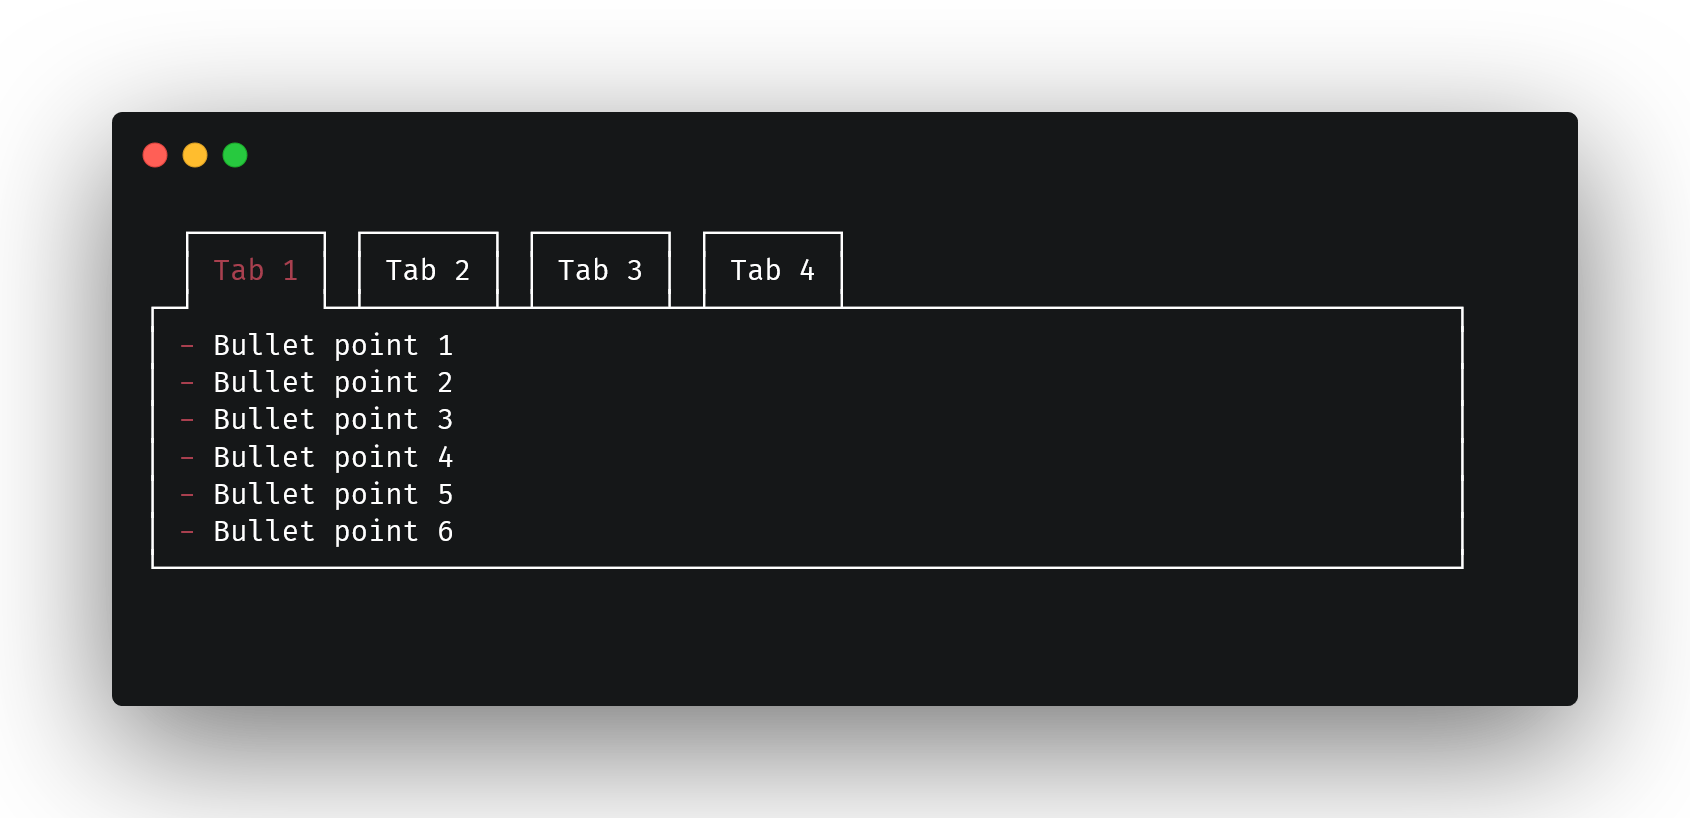 Tab 1 Tab 2 Tab 3 Tab 4
- Bullet point 1
- Bullet point 2
- Bullet point 3
- Bullet point 4
- Bullet point 5
- Bullet point 6